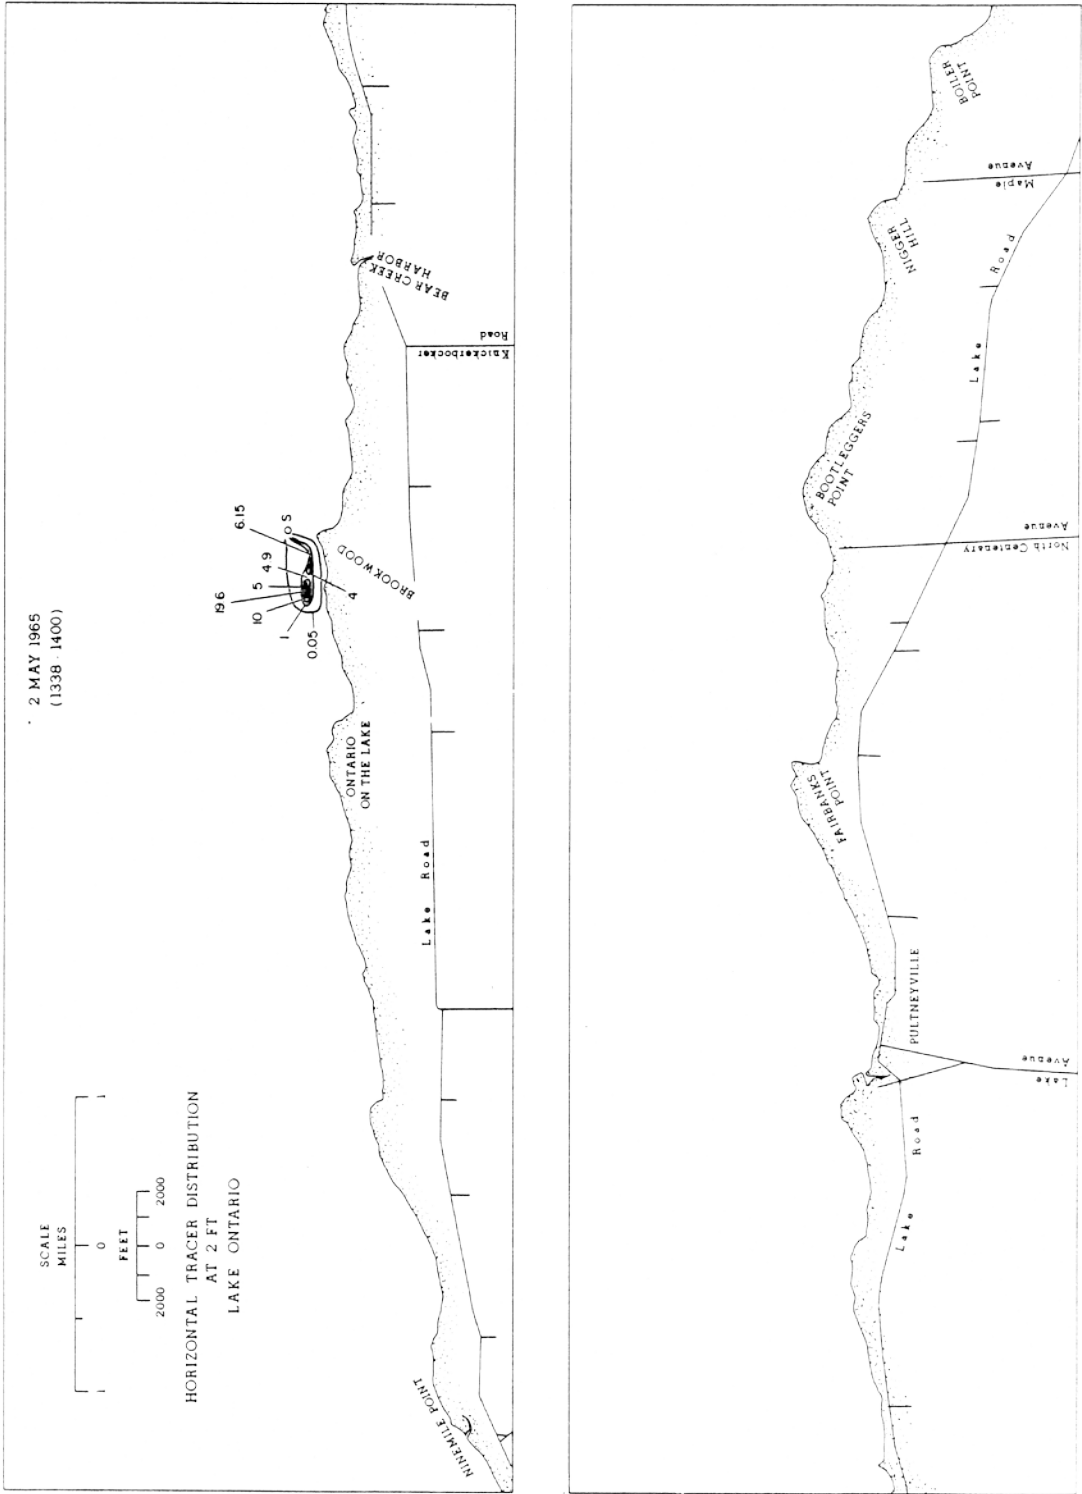 ' 2 MAY 1965
(1338 - 1400)
SCALE
MILES
1 0 1
FEET
2000 0 2000
HORIZONTAL TRACER DISTRIBUTION
AT 2 FT
LAKE ONTARIO
NINEMILE POINT
Lake Road
ONTARIO
ON THE LAKE
BROOKWOOD
0.05
1
10
19.6
5
4.9
4
6.15
S
Knickerbocker
Road
BEAR CREEK
HARBOR
Lake Road
Lake
Avenue
PULTNEYVILLE
FAIRBANKS
POINT
North Centenary
Avenue
BOOTLEGGERS
POINT
Lake Road
NIGGER
HILL
Maple
Avenue
BOILER
POINT